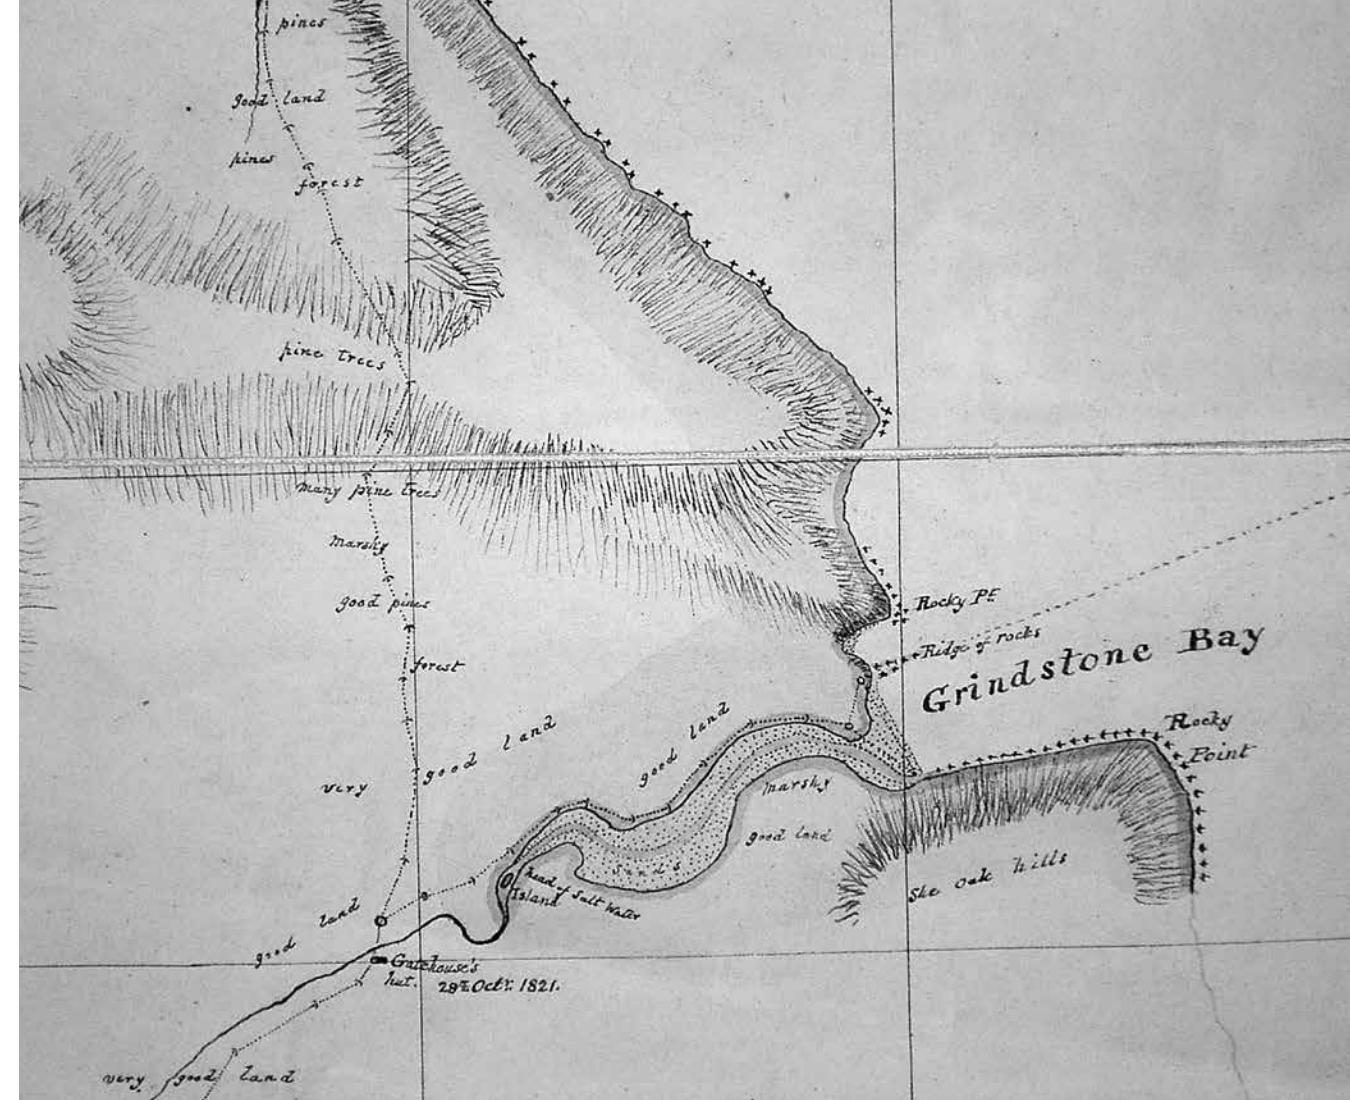 pines
good land
pines
forest
pine trees
many pine trees
Marshy
good pines
Rocky Pt
Ridge of rocks
Grindstone Bay
forest
good land
good land
very
Rocky
Point
marshy
good land
Sands
She oak hills
head of Salt Water
Island
good land
Gatehouse's
hut. 28th Octr. 1821.
very good land